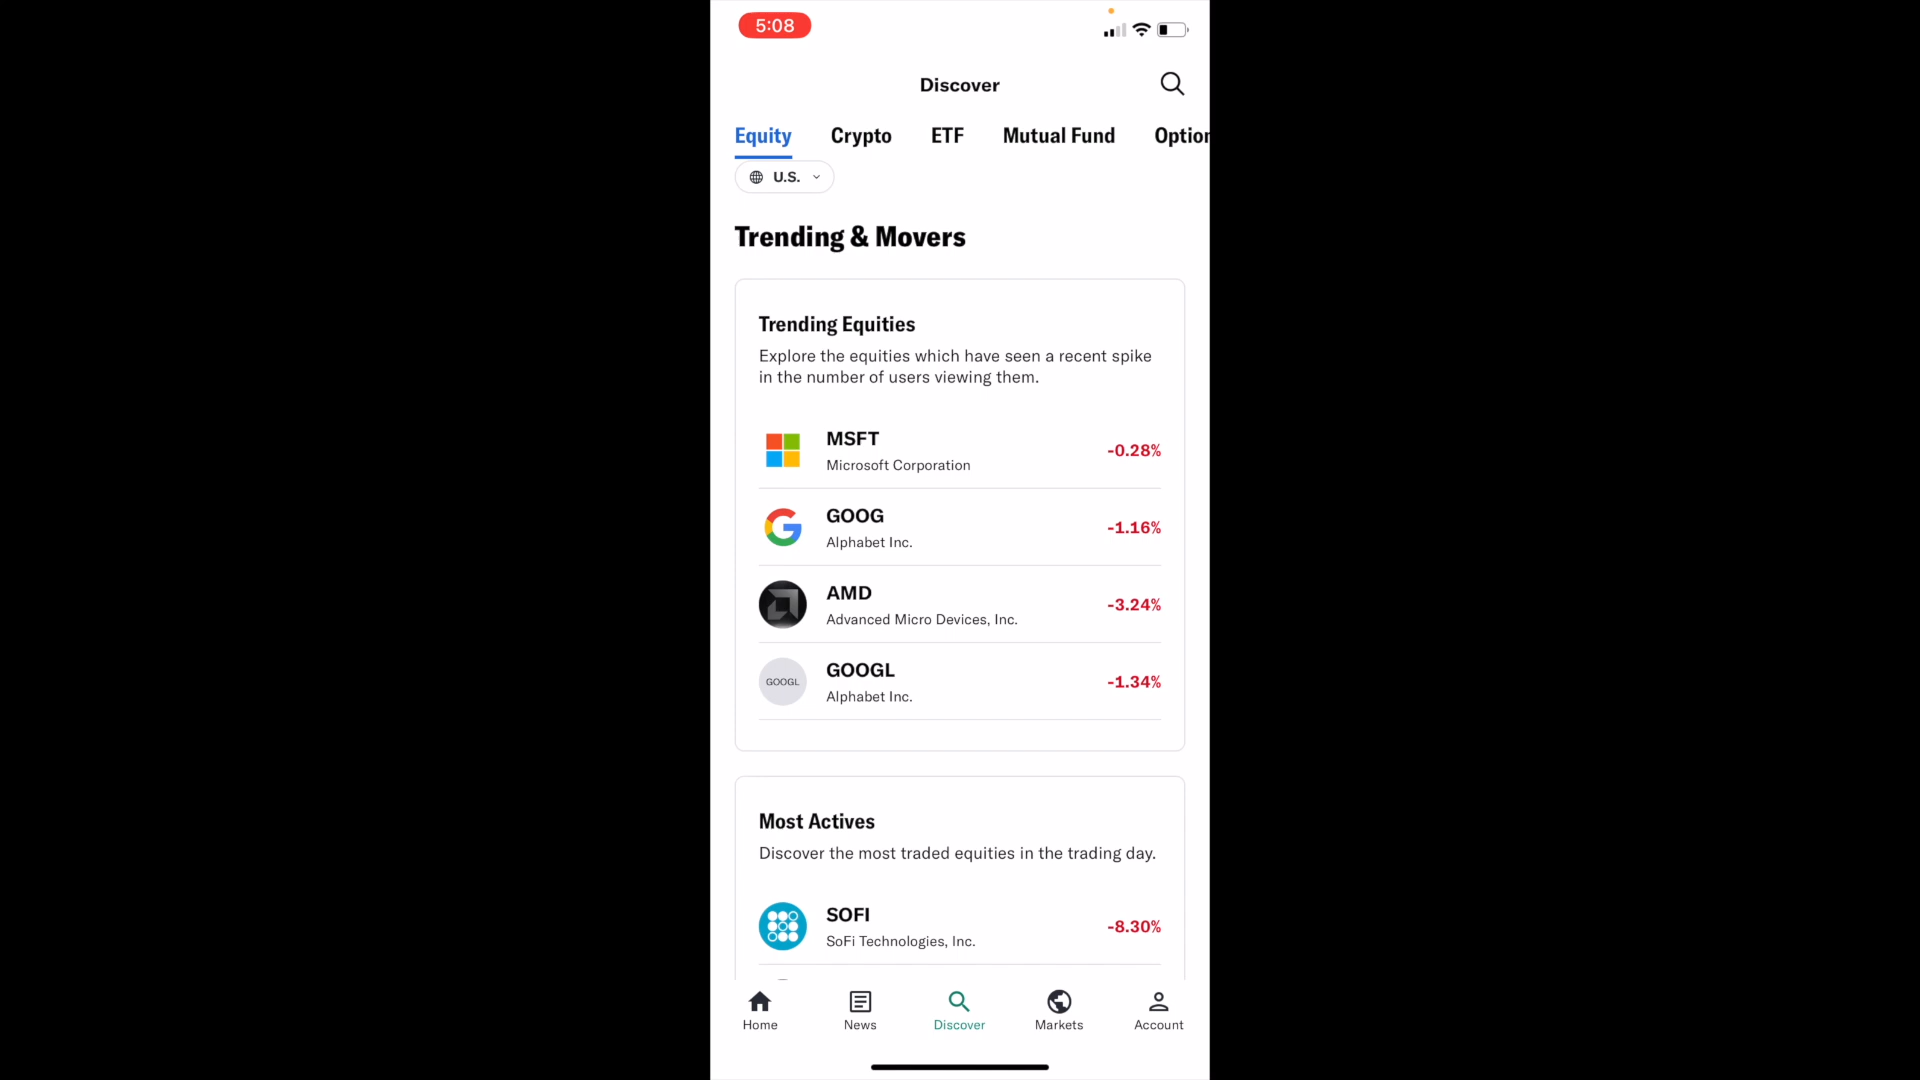 5:08
Discover
Equity Crypto ETF Mutual Fund Option
U.S.
Trending & Movers
Trending Equities
Explore the equities which have seen a recent spike
in the number of users viewing them.
MSFT
Microsoft Corporation
-0.28%
GOOG
Alphabet Inc.
-1.16%
AMD
Advanced Micro Devices, Inc.
-3.24%
GOOGL
GOOGL
Alphabet Inc.
-1.34%
Most Actives
Discover the most traded equities in the trading day.
SOFI
SoFi Technologies, Inc.
-8.30%
Home News Discover Markets Account